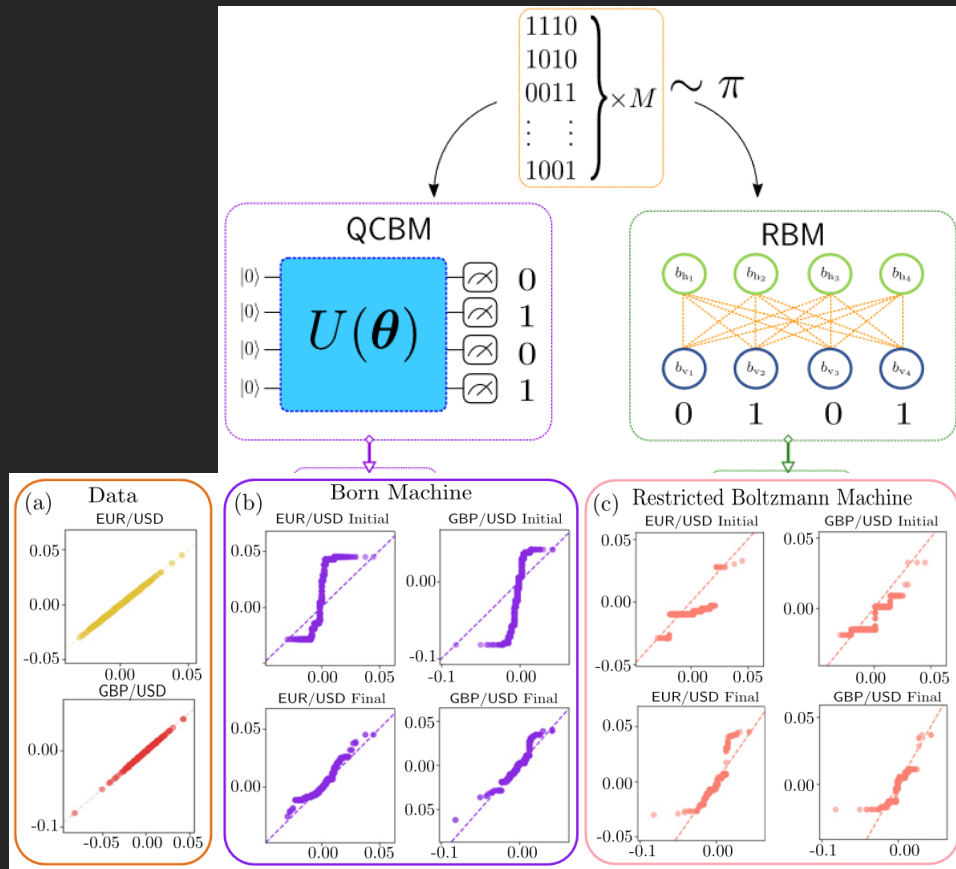 1110
1010
0011
⋮ ⋮
1001
×M
∼ π
QCBM
|0⟩ 0
|0⟩ 1
|0⟩ 0
|0⟩ 1
U(θ)
RBM
b_h₁ b_h₂ b_h₃ b_h₄
b_v₁ b_v₂ b_v₃ b_v₄
0 1 0 1
(a) Data
EUR/USD
0.05
0.00
-0.05
0.00 0.05
GBP/USD
0.00
-0.1
-0.05 0.00
(b) Born Machine
EUR/USD Initial
0.05
0.00
0.00 0.05
GBP/USD Initial
0.00
-0.1
-0.1 0.00
EUR/USD Final
0.05
0.00
0.00 0.05
GBP/USD Final
0.05
0.00
0.05
-0.1 0.00
(c) Restricted Boltzmann Machine
EUR/USD Initial
0.05
0.00
-0.05
0.00 0.05
GBP/USD Initial
0.05
0.00
-0.05
0.00 0.05
EUR/USD Final
0.05
0.00
-0.05
-0.1 0.00
GBP/USD Final
0.05
0.00
-0.1 0.00